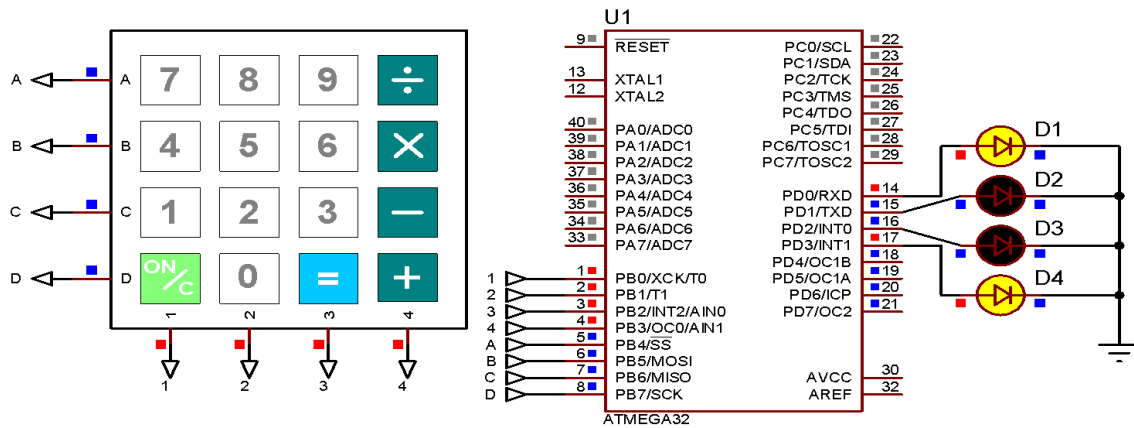 U1
A
B
C
D
A
B
C
D
7 8 9 ÷
4 5 6 ×
1 2 3 −
ON/C 0 = +
1 2 3 4
1 2 3 4
9 RESET
13 XTAL1
12 XTAL2
40 PA0/ADC0
39 PA1/ADC1
38 PA2/ADC2
37 PA3/ADC3
36 PA4/ADC4
35 PA5/ADC5
34 PA6/ADC6
33 PA7/ADC7
1 1 PB0/XCK/T0
2 2 PB1/T1
3 3 PB2/INT2/AIN0
4 4 PB3/OC0/AIN1
A 5 PB4/SS
B 6 PB5/MOSI
C 7 PB6/MISO
D 8 PB7/SCK
PC0/SCL 22
PC1/SDA 23
PC2/TCK 24
PC3/TMS 25
PC4/TDO 26
PC5/TDI 27
PC6/TOSC1 28
PC7/TOSC2 29
PD0/RXD 14
PD1/TXD 15
PD2/INT0 16
PD3/INT1 17
PD4/OC1B 18
PD5/OC1A 19
PD6/ICP 20
PD7/OC2 21
AVCC 30
AREF 32
ATMEGA32
D1
D2
D3
D4